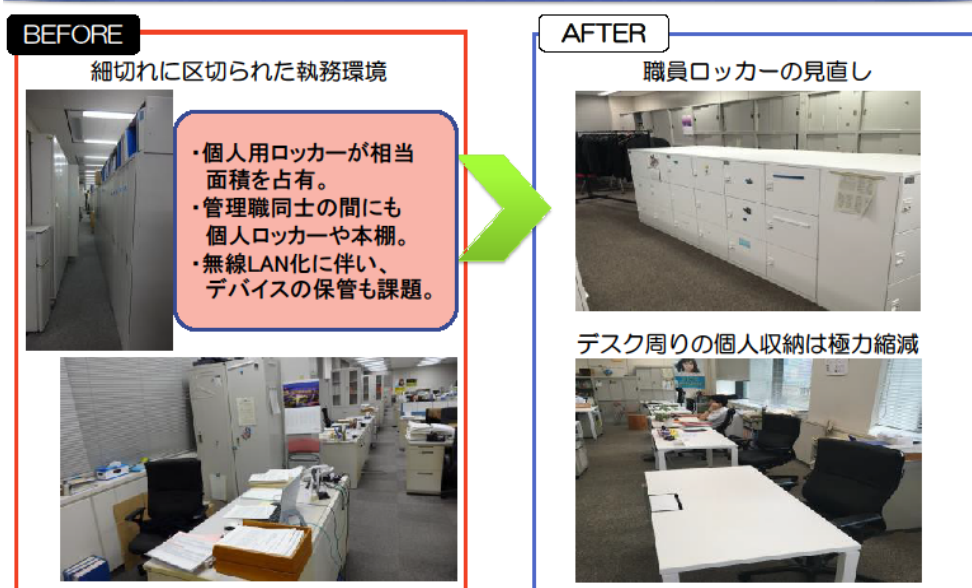 BEFORE
細切れに区切られた執務環境
・個人用ロッカーが相当
面積を占有。
・管理職同士の間にも
個人ロッカーや本棚。
・無線LAN化に伴い、
デバイスの保管も課題。
AFTER
職員ロッカーの見直し
デスク周りの個人収納は極力縮減